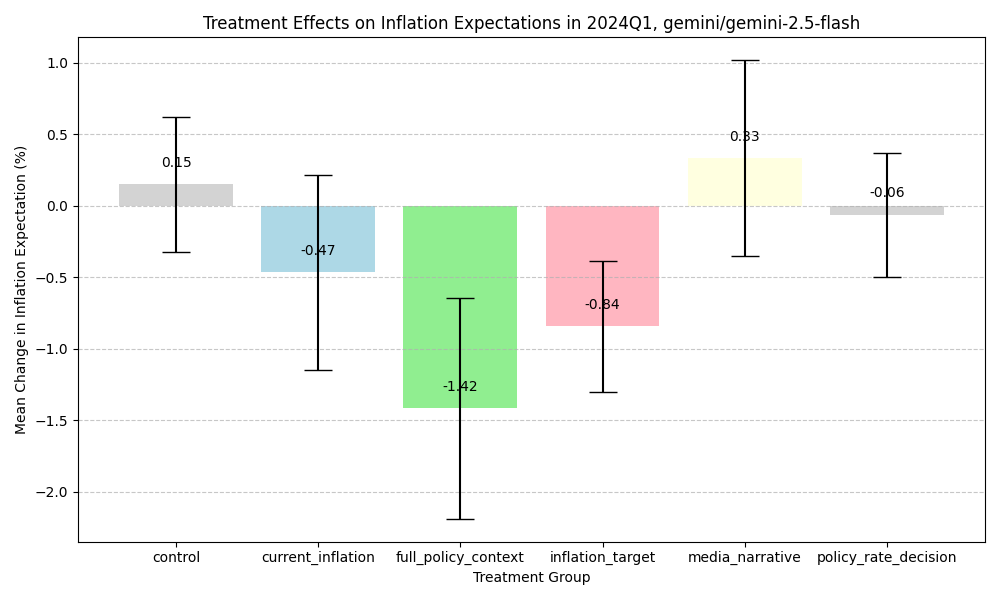 Treatment Effects on Inflation Expectations in 2024Q1, gemini/gemini-2.5-flash
Mean Change in Inflation Expectation (%)
1.0
0.5
0.0
−0.5
−1.0
−1.5
−2.0
0.15
-0.47
-1.42
-0.84
0.33
-0.06
control
current_inflation
full_policy_context
inflation_target
media_narrative
policy_rate_decision
Treatment Group